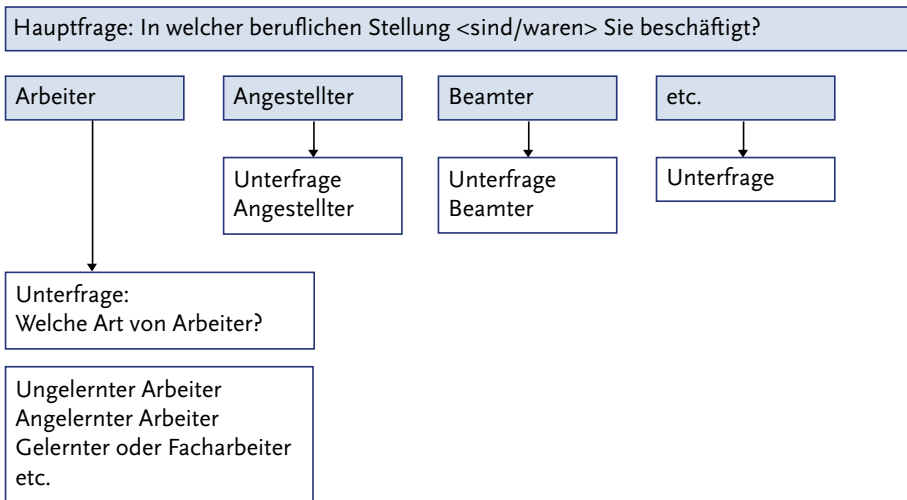 Hauptfrage: In welcher beruflichen Stellung <sind/waren> Sie beschäftigt?
Arbeiter
Angestellter
Beamter
etc.
Unterfrage
Angestellter
Unterfrage
Beamter
Unterfrage
Unterfrage:
Welche Art von Arbeiter?
Ungelernter Arbeiter
Angelernter Arbeiter
Gelernter oder Facharbeiter
etc.